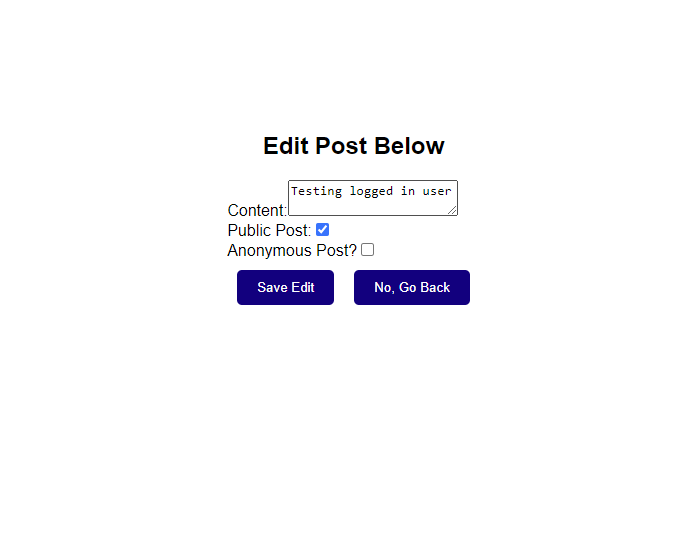 Edit Post Below
Testing logged in user
Content:
Public Post:
Anonymous Post?
Save Edit No, Go Back